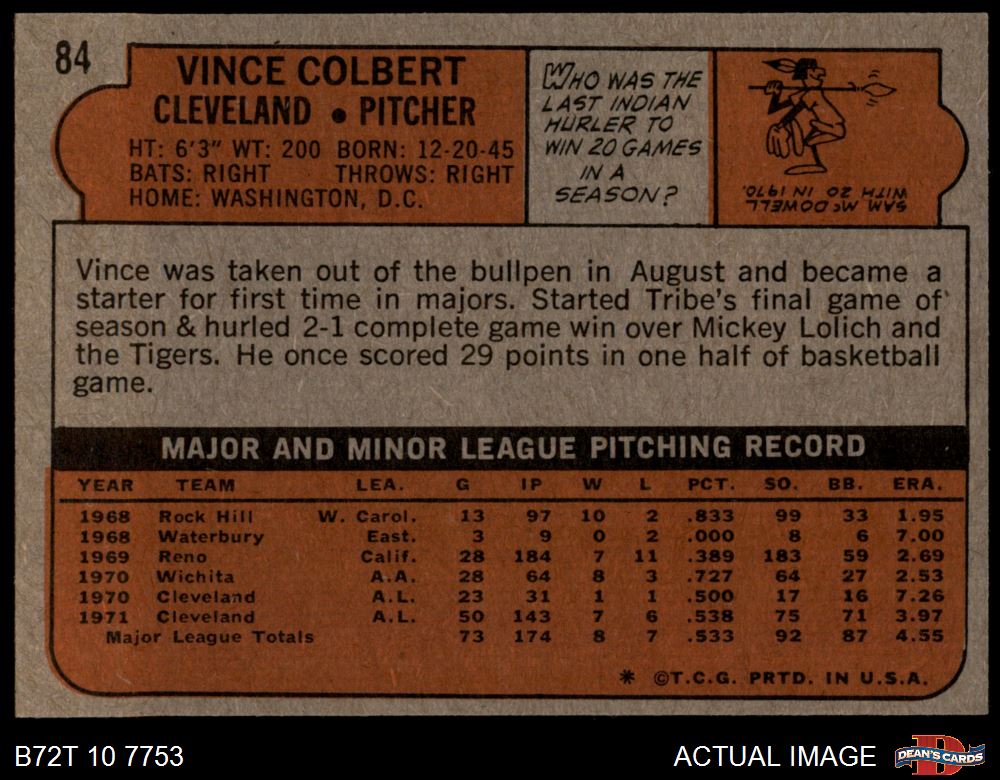 84
VINCE COLBERT
CLEVELAND • PITCHER
HT: 6'3" WT: 200 BORN: 12-20-45
BATS: RIGHT THROWS: RIGHT
HOME: WASHINGTON, D.C.
WHO WAS THE
LAST INDIAN
HURLER TO
WIN 20 GAMES
IN A
SEASON?
SAM McDOWELL
WITH 20 IN 1970.
Vince was taken out of the bullpen in August and became a
starter for first time in majors. Started Tribe's final game of
season & hurled 2-1 complete game win over Mickey Lolich and
the Tigers. He once scored 29 points in one half of basketball
game.
MAJOR AND MINOR LEAGUE PITCHING RECORD
YEAR TEAM LEA. G IP W L PCT. SO. BB. ERA.
1968 Rock Hill W. Carol. 13 97 10 2 .833 99 33 1.95
1968 Waterbury East. 3 9 0 2 .000 8 6 7.00
1969 Reno Calif. 28 184 7 11 .389 183 59 2.69
1970 Wichita A.A. 28 64 8 3 .727 64 27 2.53
1970 Cleveland A.L. 23 31 1 1 .500 17 16 7.26
1971 Cleveland A.L. 50 143 7 6 .538 75 71 3.97
Major League Totals 73 174 8 7 .533 92 87 4.55
* ©T.C.G. PRTD. IN U.S.A.
B72T 10 7753
ACTUAL IMAGE
DEAN'S CARDS